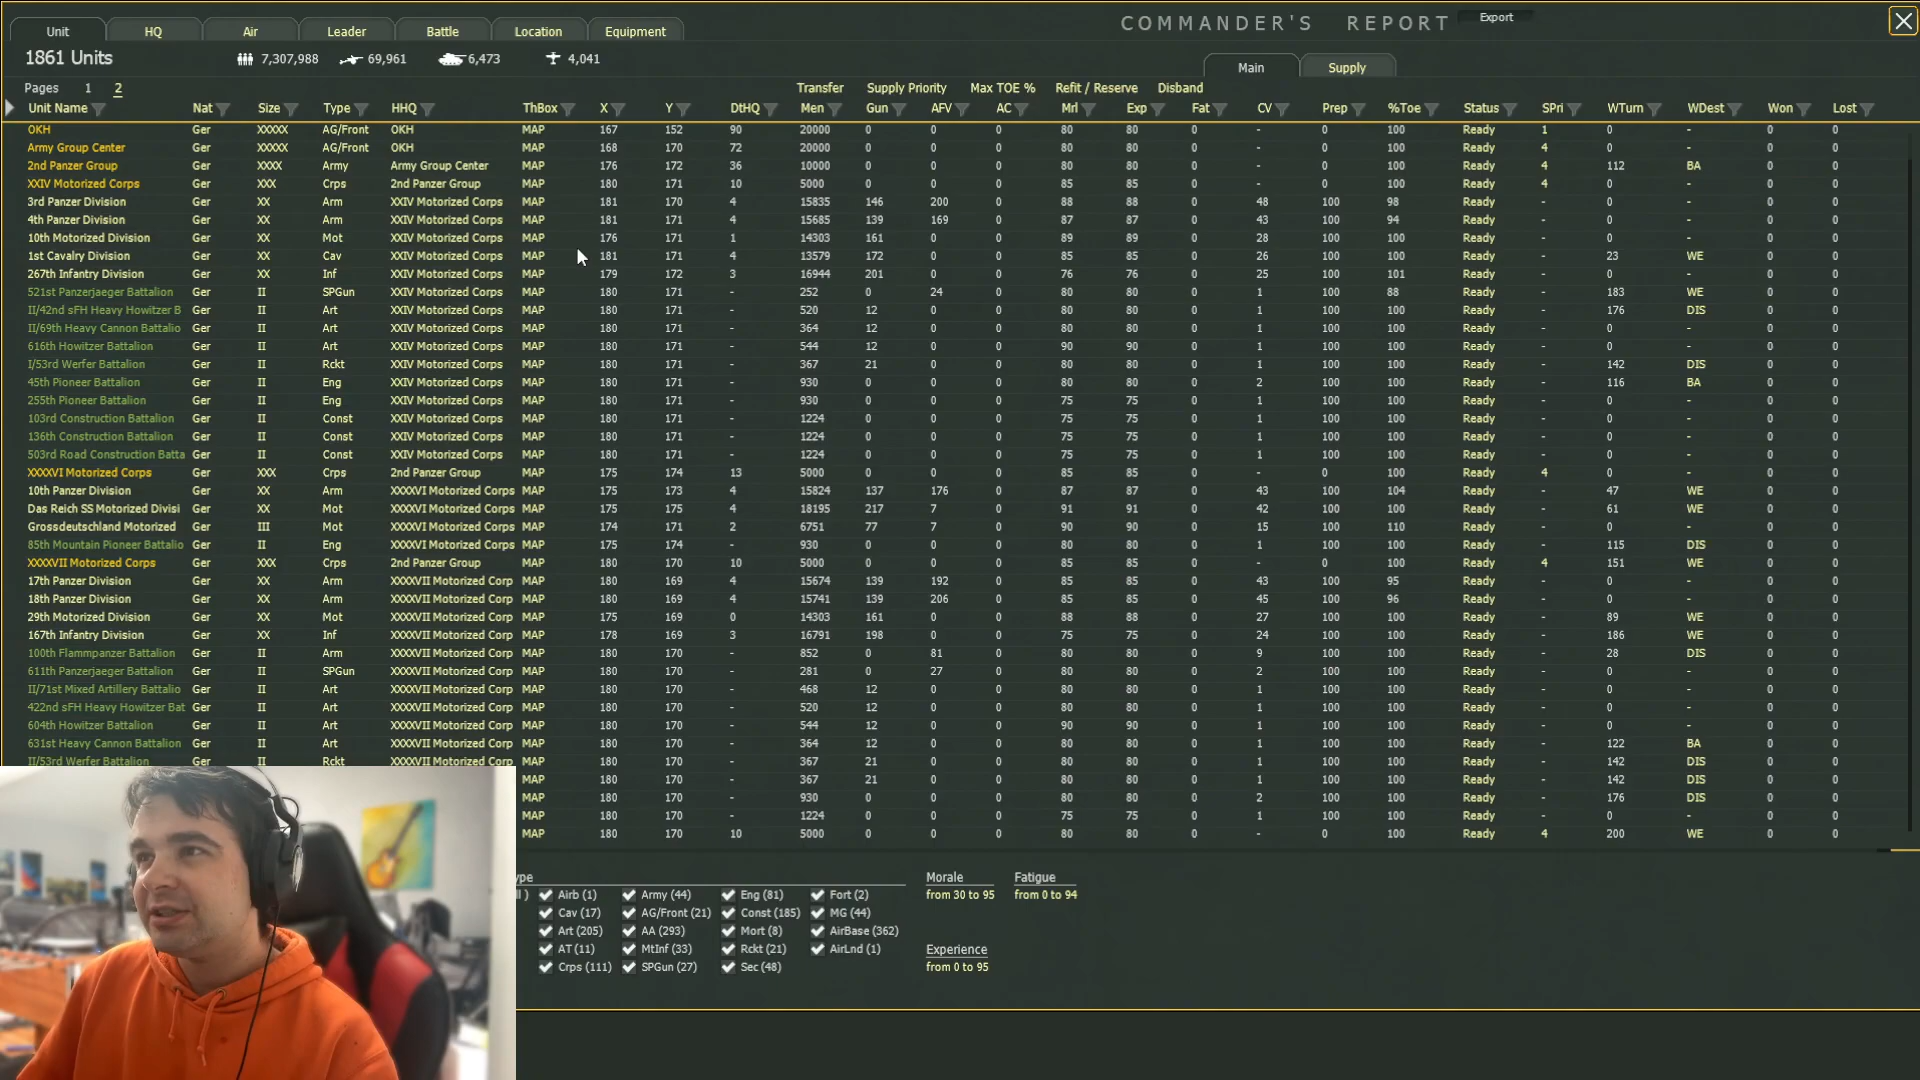 Unit HQ Air Leader Battle Location Equipment COMMANDER'S REPORT Export
1861 Units 7,307,988 69,961 6,473 4,041 Main Supply
Pages 1 2 Transfer Supply Priority Max TOE % Refit / Reserve Disband
Unit Name Nat Size Type HHQ ThBox X Y DtHQ Men Gun AFV AC Mrl Exp Fat CV Prep %Toe Status SPri WTurn WDest Won Lost
OKH Ger XXXXX AG/Front OKH MAP 167 152 90 20000 0 0 0 80 80 0 - 0 100 Ready 1 0 - 0 0
Army Group Center Ger XXXXX AG/Front OKH MAP 168 170 72 20000 0 0 0 80 80 0 - 0 100 Ready 4 0 - 0 0
2nd Panzer Group Ger XXXX Army Army Group Center MAP 176 172 36 10000 0 0 0 80 80 0 - 0 100 Ready 4 112 BA 0 0
XXIV Motorized Corps Ger XXX Crps 2nd Panzer Group MAP 180 171 10 5000 0 0 0 85 85 0 - 0 100 Ready 4 0 - 0 0
3rd Panzer Division Ger XX Arm XXIV Motorized Corps MAP 181 170 4 15835 146 200 0 88 88 0 48 100 98 Ready - 0 - 0 0
4th Panzer Division Ger XX Arm XXIV Motorized Corps MAP 181 171 4 15685 139 169 0 87 87 0 43 100 94 Ready - 0 - 0 0
10th Motorized Division Ger XX Mot XXIV Motorized Corps MAP 176 171 1 14303 161 0 0 89 89 0 28 100 100 Ready - 0 - 0 0
1st Cavalry Division Ger XX Cav XXIV Motorized Corps MAP 181 171 4 13579 172 0 0 85 85 0 26 100 100 Ready - 23 WE 0 0
267th Infantry Division Ger XX Inf XXIV Motorized Corps MAP 179 172 3 16944 201 0 0 76 76 0 25 100 101 Ready - 0 - 0 0
521st Panzerjaeger Battalion Ger II SPGun XXIV Motorized Corps MAP 180 171 - 252 0 24 0 80 80 0 1 100 88 Ready - 183 WE 0 0
II/42nd sFH Heavy Howitzer B Ger II Art XXIV Motorized Corps MAP 180 171 - 520 12 0 0 80 80 0 1 100 100 Ready - 176 DIS 0 0
II/69th Heavy Cannon Battalio Ger II Art XXIV Motorized Corps MAP 180 171 - 364 12 0 0 80 80 0 1 100 100 Ready - 0 - 0 0
616th Howitzer Battalion Ger II Art XXIV Motorized Corps MAP 180 171 - 544 12 0 0 90 90 0 1 100 100 Ready - 0 - 0 0
I/53rd Werfer Battalion Ger II Rckt XXIV Motorized Corps MAP 180 171 - 367 21 0 0 80 80 0 1 100 100 Ready - 142 DIS 0 0
45th Pioneer Battalion Ger II Eng XXIV Motorized Corps MAP 180 171 - 930 0 0 0 80 80 0 2 100 100 Ready - 116 BA 0 0
255th Pioneer Battalion Ger II Eng XXIV Motorized Corps MAP 180 171 - 930 0 0 0 75 75 0 1 100 100 Ready - 0 - 0 0
103rd Construction Battalion Ger II Const XXIV Motorized Corps MAP 180 171 - 1224 0 0 0 75 75 0 1 100 100 Ready - 0 - 0 0
136th Construction Battalion Ger II Const XXIV Motorized Corps MAP 180 171 - 1224 0 0 0 75 75 0 1 100 100 Ready - 0 - 0 0
503rd Road Construction Batta Ger II Const XXIV Motorized Corps MAP 180 171 - 1224 0 0 0 75 75 0 1 100 100 Ready - 0 - 0 0
XXXXVI Motorized Corps Ger XXX Crps 2nd Panzer Group MAP 175 174 13 5000 0 0 0 85 85 0 - 0 100 Ready 4 0 - 0 0
10th Panzer Division Ger XX Arm XXXXVI Motorized Corps MAP 175 173 4 15824 137 176 0 87 87 0 43 100 104 Ready - 47 WE 0 0
Das Reich SS Motorized Divisi Ger XX Mot XXXXVI Motorized Corps MAP 175 175 4 18195 217 7 0 91 91 0 42 100 100 Ready - 61 WE 0 0
Grossdeutschland Motorized Ger III Mot XXXXVI Motorized Corps MAP 174 171 2 6751 77 7 0 90 90 0 15 100 110 Ready - 0 - 0 0
85th Mountain Pioneer Battalio Ger II Eng XXXXVI Motorized Corps MAP 175 174 - 930 0 0 0 80 80 0 1 100 100 Ready - 115 DIS 0 0
XXXXVII Motorized Corps Ger XXX Crps 2nd Panzer Group MAP 180 170 10 5000 0 0 0 85 85 0 - 0 100 Ready 4 151 WE 0 0
17th Panzer Division Ger XX Arm XXXXVII Motorized Corp MAP 180 169 4 15674 139 192 0 85 85 0 43 100 95 Ready - 0 - 0 0
18th Panzer Division Ger XX Arm XXXXVII Motorized Corp MAP 180 169 4 15741 139 206 0 85 85 0 45 100 96 Ready - 0 - 0 0
29th Motorized Division Ger XX Mot XXXXVII Motorized Corp MAP 175 169 0 14303 161 0 0 88 88 0 27 100 100 Ready - 89 WE 0 0
167th Infantry Division Ger XX Inf XXXXVII Motorized Corp MAP 178 169 3 16791 198 0 0 75 75 0 24 100 100 Ready - 186 WE 0 0
100th Flammpanzer Battalion Ger II Arm XXXXVII Motorized Corp MAP 180 170 - 852 0 81 0 80 80 0 9 100 100 Ready - 28 DIS 0 0
611th Panzerjaeger Battalion Ger II SPGun XXXXVII Motorized Corp MAP 180 170 - 281 0 27 0 80 80 0 2 100 100 Ready - 0 - 0 0
II/71st Mixed Artillery Battalio Ger II Art XXXXVII Motorized Corp MAP 180 170 - 468 12 0 0 80 80 0 1 100 100 Ready - 0 - 0 0
422nd sFH Heavy Howitzer Bat Ger II Art XXXXVII Motorized Corp MAP 180 170 - 520 12 0 0 80 80 0 1 100 100 Ready - 0 - 0 0
604th Howitzer Battalion Ger II Art XXXXVII Motorized Corp MAP 180 170 - 544 12 0 0 90 90 0 1 100 100 Ready - 0 - 0 0
631st Heavy Cannon Battalion Ger II Art XXXXVII Motorized Corp MAP 180 170 - 364 12 0 0 80 80 0 1 100 100 Ready - 122 BA 0 0
II/53rd Werfer Battalion Ger II Rckt XXXXVII Motorized Corp MAP 180 170 - 367 21 0 0 80 80 0 1 100 100 Ready - 142 DIS 0 0
MAP 180 170 - 367 21 0 0 80 80 0 1 100 100 Ready - 142 DIS 0 0
MAP 180 170 - 930 0 0 0 80 80 0 2 100 100 Ready - 176 DIS 0 0
MAP 180 170 - 1224 0 0 0 75 75 0 1 100 100 Ready - 0 - 0 0
MAP 180 170 10 5000 0 0 0 80 80 0 - 0 100 Ready 4 200 WE 0 0
ype Morale Fatigue
Airb (1) Army (44) Eng (81) Fort (2) from 30 to 95 from 0 to 94
Cav (17) AG/Front (21) Const (185) MG (44)
Art (205) AA (293) Mort (8) AirBase (362)
AT (11) MtInf (33) Rckt (21) AirLnd (1) Experience
Crps (111) SPGun (27) Sec (48) from 0 to 95